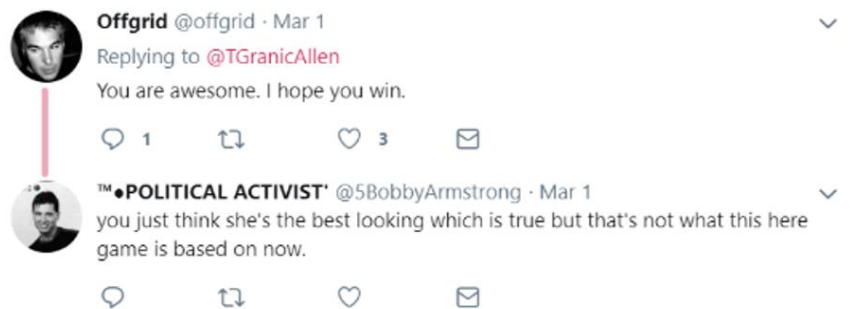 Offgrid @offgrid · Mar 1
Replying to @TGranicAllen
You are awesome. I hope you win.
1 3
™●POLITICAL ACTIVIST' @5BobbyArmstrong · Mar 1
you just think she's the best looking which is true but that's not what this here
game is based on now.